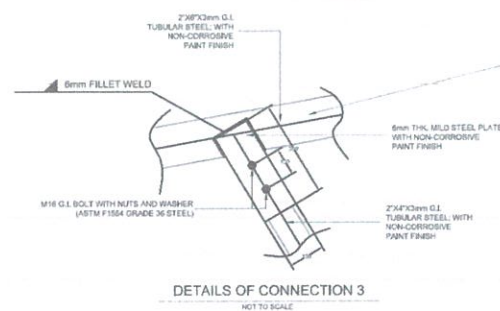 2"X6"X3mm G.I.
TUBULAR STEEL; WITH
NON-CORROSIVE
PAINT FINISH
6mm FILLET WELD
6mm THK. MILD STEEL PLATE
WITH NON-CORROSIVE
PAINT FINISH
M16 G.I. BOLT WITH NUTS AND WASHER
(ASTM F1554 GRADE 36 STEEL)
2"X4"X3mm G.I.
TUBULAR STEEL; WITH
NON-CORROSIVE
PAINT FINISH
DETAILS OF CONNECTION 3
NOT TO SCALE